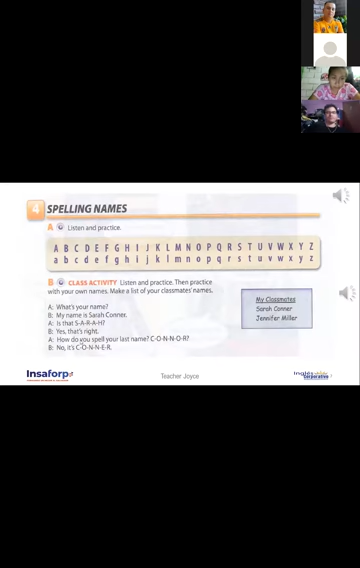 4 SPELLING NAMES
A Listen and practice.
A B C D E F G H I J K L M N O P Q R S T U V W X Y Z
a b c d e f g h i j k l m n o p q r s t u v w x y z
B CLASS ACTIVITY Listen and practice. Then practice
with your own names. Make a list of your classmates' names.
A: What's your name?
B: My name is Sarah Conner.
A: Is that S-A-R-A-H?
B: Yes, that's right.
A: How do you spell your last name? C-O-N-N-O-R?
B: No, it's C-O-N-N-E-R.
My Classmates
Sarah Conner
Jennifer Miller
Insaforp
Teacher Joyce
Inglés
Corporativo